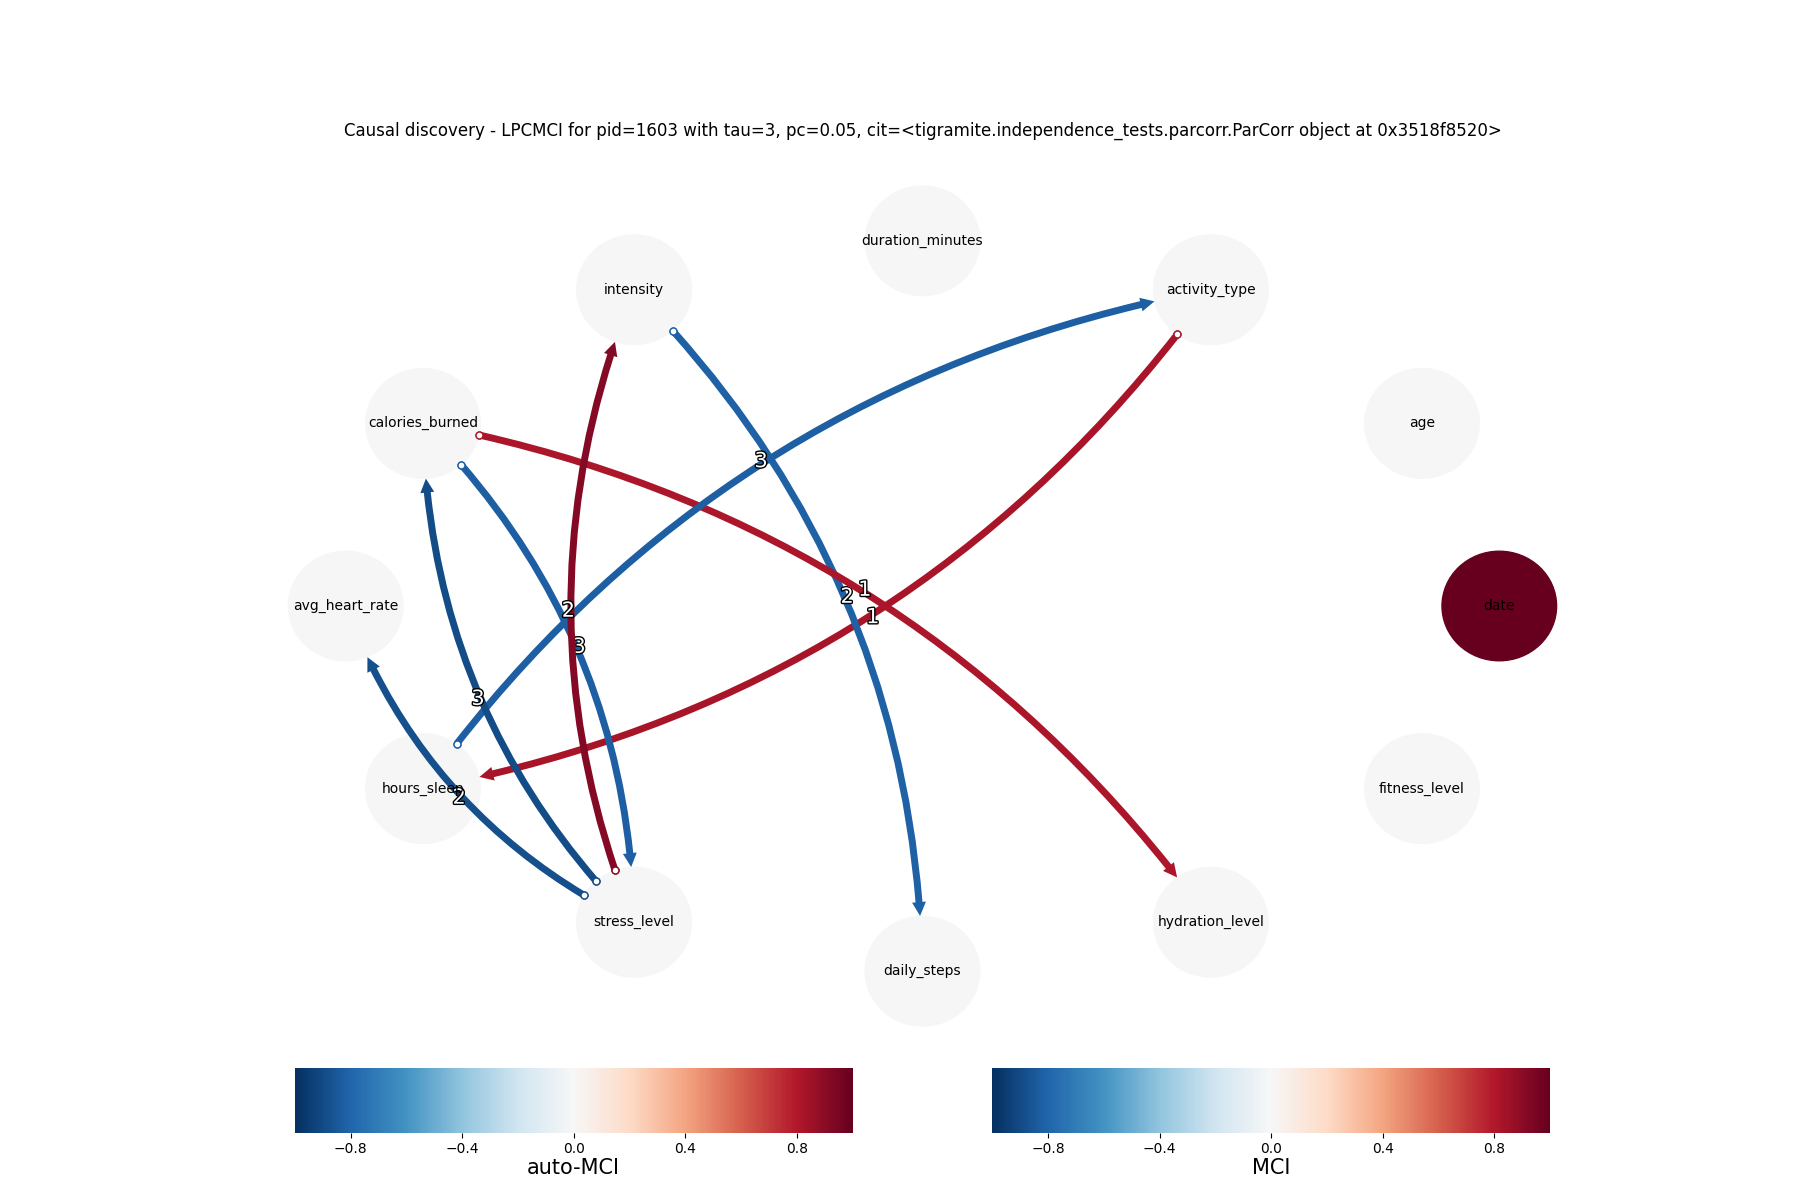 Causal discovery - LPCMCI for pid=1603 with tau=3, pc=0.05, cit=<tigramite.independence_tests.parcorr.ParCorr object at 0x3518f8520>
duration_minutes
intensity
activity_type
calories_burned
age
3
1
2
1
2
avg_heart_rate
date
3
3
hours_sleep
2
fitness_level
stress_level
hydration_level
daily_steps
−0.8 −0.4 0.0 0.4 0.8
auto-MCI
−0.8 −0.4 0.0 0.4 0.8
MCI